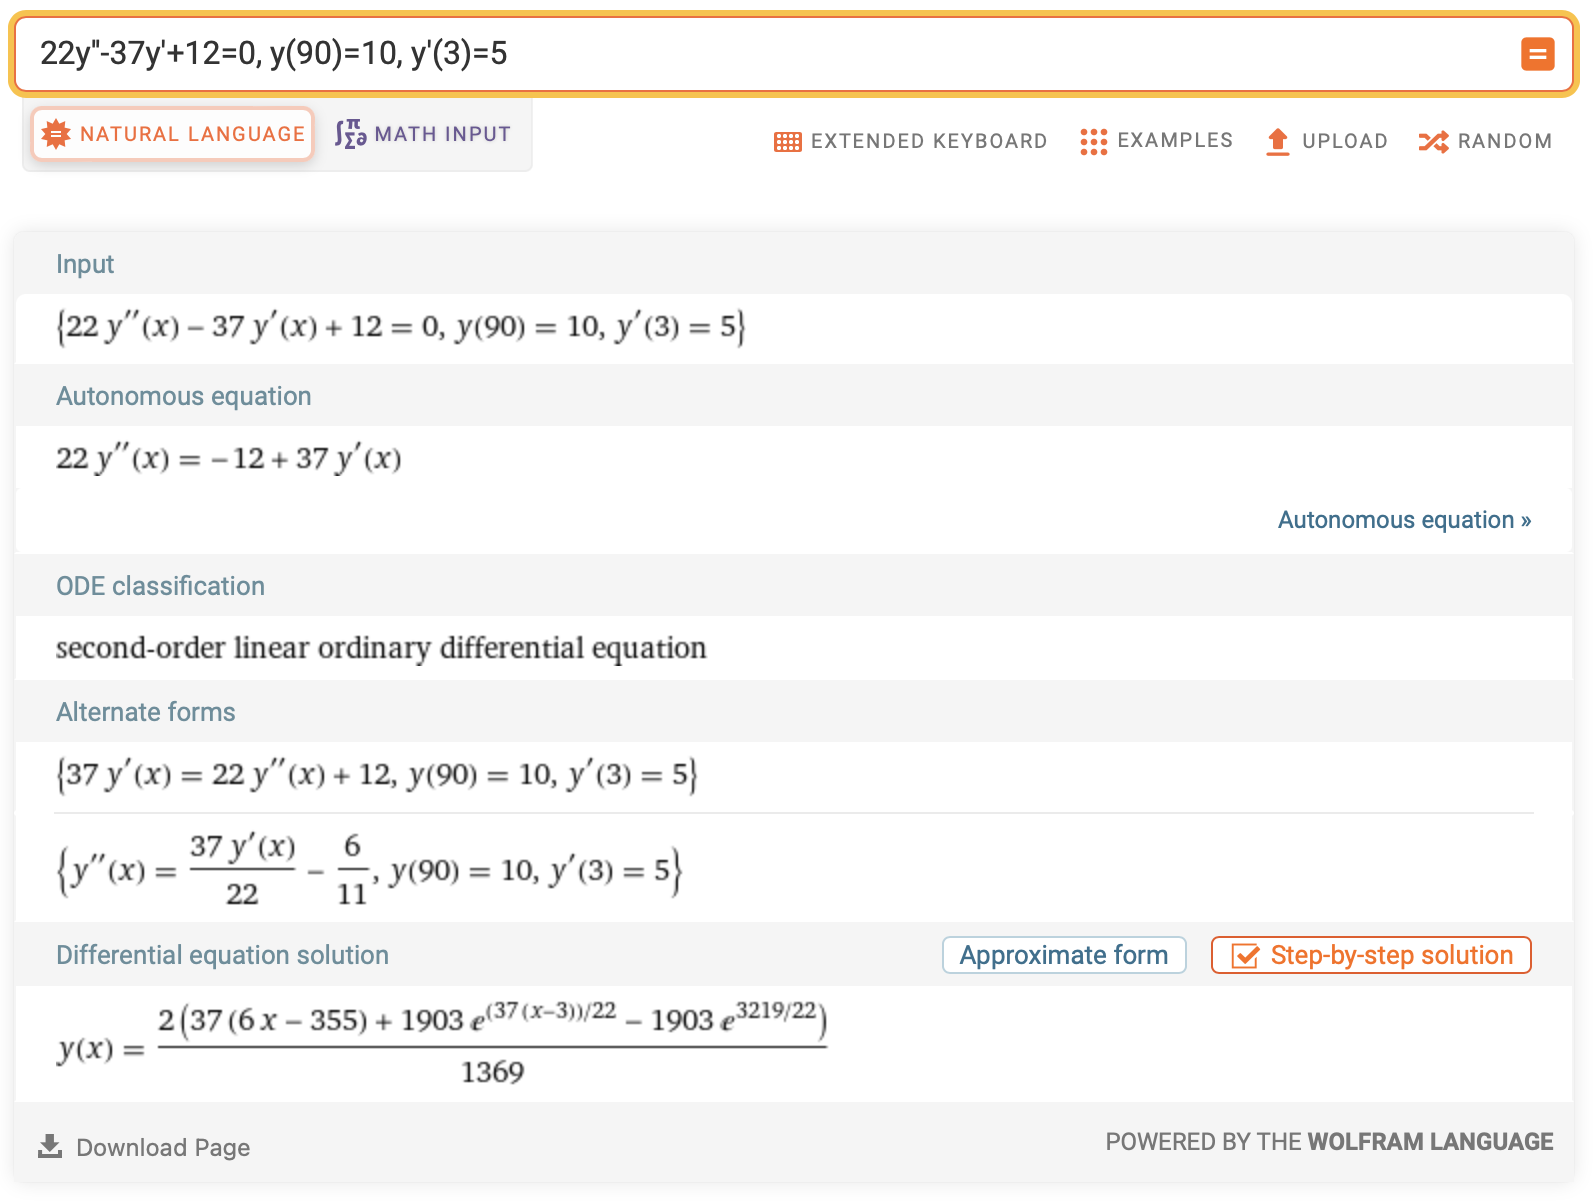 22y"-37y'+12=0, y(90)=10, y'(3)=5
NATURAL LANGUAGE
MATH INPUT
EXTENDED KEYBOARD
EXAMPLES
UPLOAD
RANDOM
Input
{22 y′′(x) – 37 y′(x) + 12 = 0, y(90) = 10, y′(3) = 5}
Autonomous equation
22 y′′(x) = –12 + 37 y′(x)
Autonomous equation »
ODE classification
second-order linear ordinary differential equation
Alternate forms
{37 y′(x) = 22 y′′(x) + 12, y(90) = 10, y′(3) = 5}
{y′′(x) = (37 y′(x))/22 – 6/11, y(90) = 10, y′(3) = 5}
Differential equation solution
Approximate form
Step-by-step solution
y(x) = (2 (37 (6 x – 355) + 1903 e^((37 (x–3))/22) – 1903 e^(3219/22)))/1369
Download Page
POWERED BY THE WOLFRAM LANGUAGE